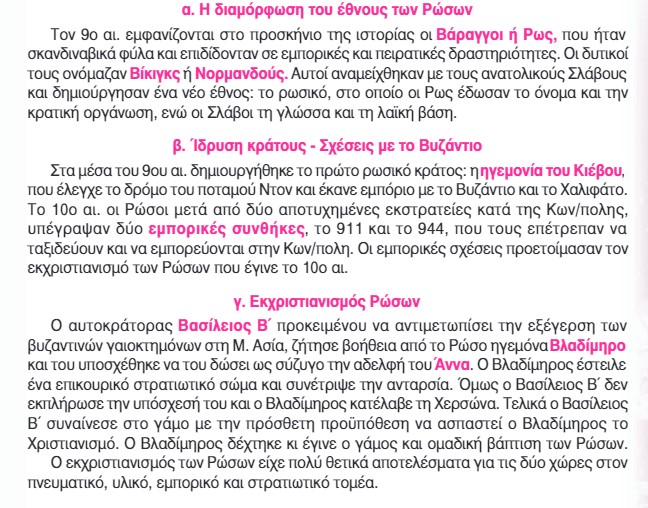 α. Η διαμόρφωση του έθνους των Ρώσων
Τον 9ο αι. εμφανίζονται στο προσκήνιο της ιστορίας οι Βάραγγοι ή Ρως, που ήταν
σκανδιναβικά φύλα και επιδίδονταν σε εμπορικές και πειρατικές δραστηριότητες. Οι δυτικοί
τους ονόμαζαν Βίκιγκς ή Νορμανδούς. Αυτοί αναμείχθηκαν με τους ανατολικούς Σλάβους
και δημιούργησαν ένα νέο έθνος: το ρωσικό, στο οποίο οι Ρως έδωσαν το όνομα και την
κρατική οργάνωση, ενώ οι Σλάβοι τη γλώσσα και τη λαϊκή βάση.
β. Ίδρυση κράτους - Σχέσεις με το Βυζάντιο
Στα μέσα του 9ου αι. δημιουργήθηκε το πρώτο ρωσικό κράτος: η ηγεμονία του Κιέβου,
που έλεγχε το δρόμο του ποταμού Ντον και έκανε εμπόριο με το Βυζάντιο και το Χαλιφάτο.
Το 10ο αι. οι Ρώσοι μετά από δύο αποτυχημένες εκστρατείες κατά της Κων/πολης,
υπέγραψαν δύο εμπορικές συνθήκες, το 911 και το 944, που τους επέτρεπαν να
ταξιδεύουν και να εμπορεύονται στην Κων/πολη. Οι εμπορικές σχέσεις προετοίμασαν τον
εκχριστιανισμό των Ρώσων που έγινε το 10ο αι.
γ. Εκχριστιανισμός Ρώσων
Ο αυτοκράτορας Βασίλειος Β΄ προκειμένου να αντιμετωπίσει την εξέγερση των
βυζαντινών γαιοκτημόνων στη Μ. Ασία, ζήτησε βοήθεια από το Ρώσο ηγεμόνα Βλαδίμηρο
και του υποσχέθηκε να του δώσει ως σύζυγο την αδελφή του Άννα. Ο Βλαδίμηρος έστειλε
ένα επικουρικό στρατιωτικό σώμα και συνέτριψε την ανταρσία. Όμως ο Βασίλειος Β΄ δεν
εκπλήρωσε την υπόσχεσή του και ο Βλαδίμηρος κατέλαβε τη Χερσώνα. Τελικά ο Βασίλειος
Β΄ συναίνεσε στο γάμο με την πρόσθετη προϋπόθεση να ασπαστεί ο Βλαδίμηρος το
Χριστιανισμό. Ο Βλαδίμηρος δέχτηκε κι έγινε ο γάμος και ομαδική βάπτιση των Ρώσων.
Ο εκχριστιανισμός των Ρώσων είχε πολύ θετικά αποτελέσματα για τις δύο χώρες στον
πνευματικό, υλικό, εμπορικό και στρατιωτικό τομέα.